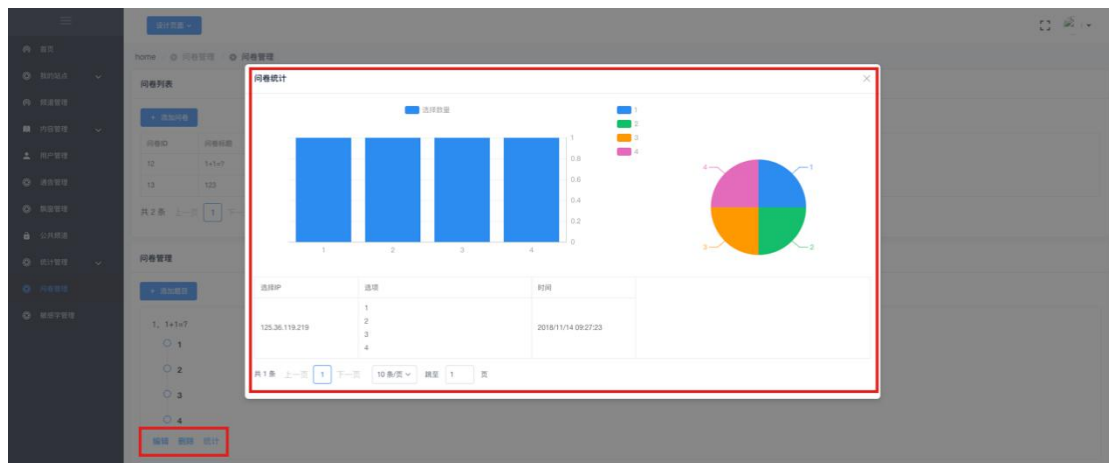 设计页面
首页
home
问卷管理
问卷管理
我的站点
频道管理
内容管理
用户管理
通告管理
数据管理
公共频道
统计管理
问卷管理
敏感字管理
问卷列表
+ 添加问卷
问卷ID 问卷标题
12 1+1=?
13 123
共 2 条 上一页 1 下一
问卷管理
+ 添加题目
1、1+1=?
1
2
3
4
编辑 删除 统计
问卷统计
选择数量
1
0.8
0.6
0.4
0.2
0
1 2 3 4
1
2
3
4
4 1
3 2
选择IP 选项 时间
125.36.119.219
1
2
3
4
2018/11/14 09:27:23
共 1 条 上一页 1 下一页 10 条/页 跳至 1 页